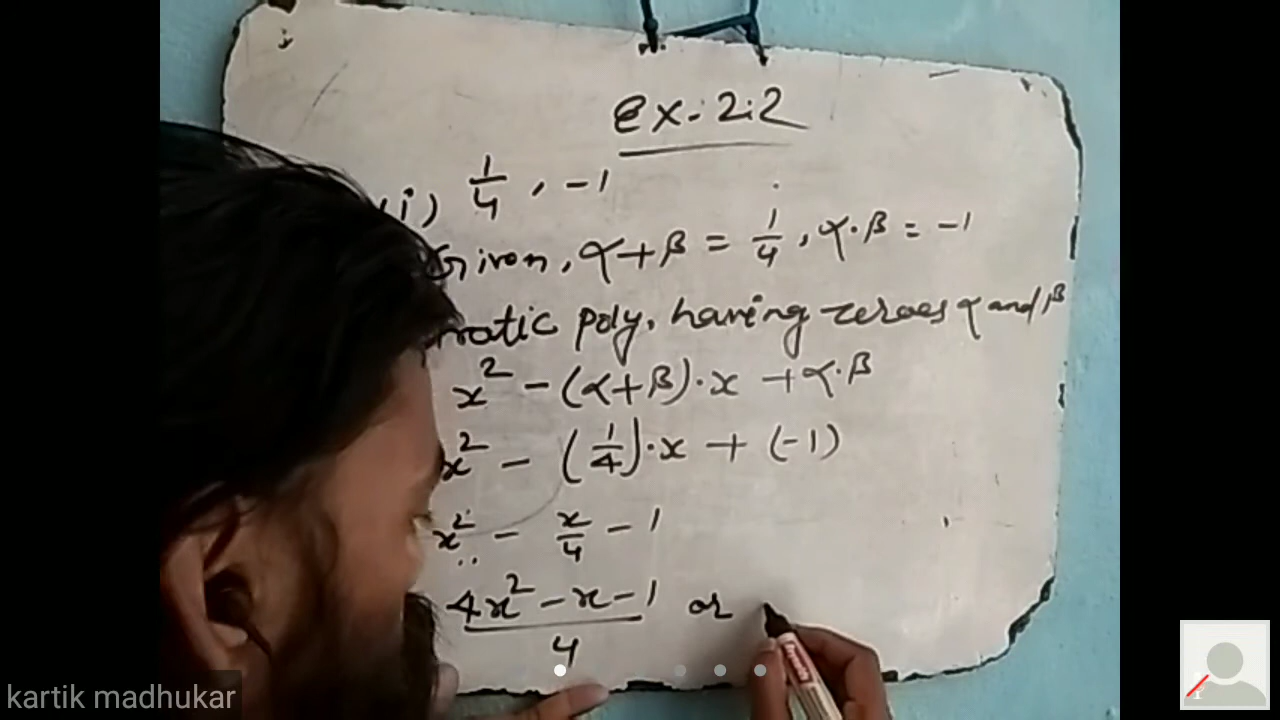 ex. 2.2
(i) 1/4, -1
Given, α+β = 1/4, α·β = -1
ratic poly. having zeroes α and β
x² - (α+β)·x + α·β
x² - (1/4)·x + (-1)
x² - x/4 - 1
(4x² - x - 1)/4 or
kartik madhukar